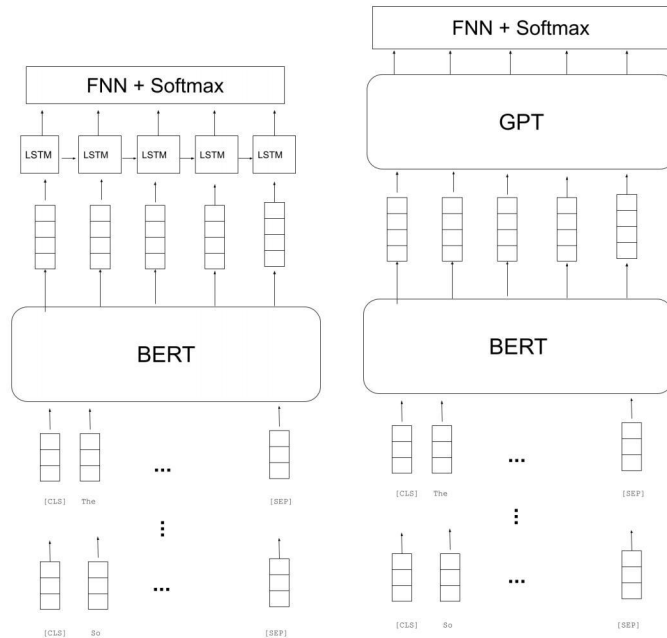 FNN + Softmax
LSTM LSTM LSTM LSTM LSTM
BERT
...
[CLS] The [SEP]
...
...
[CLS] So [SEP]
FNN + Softmax
GPT
BERT
...
[CLS] The [SEP]
...
...
[CLS] So [SEP]